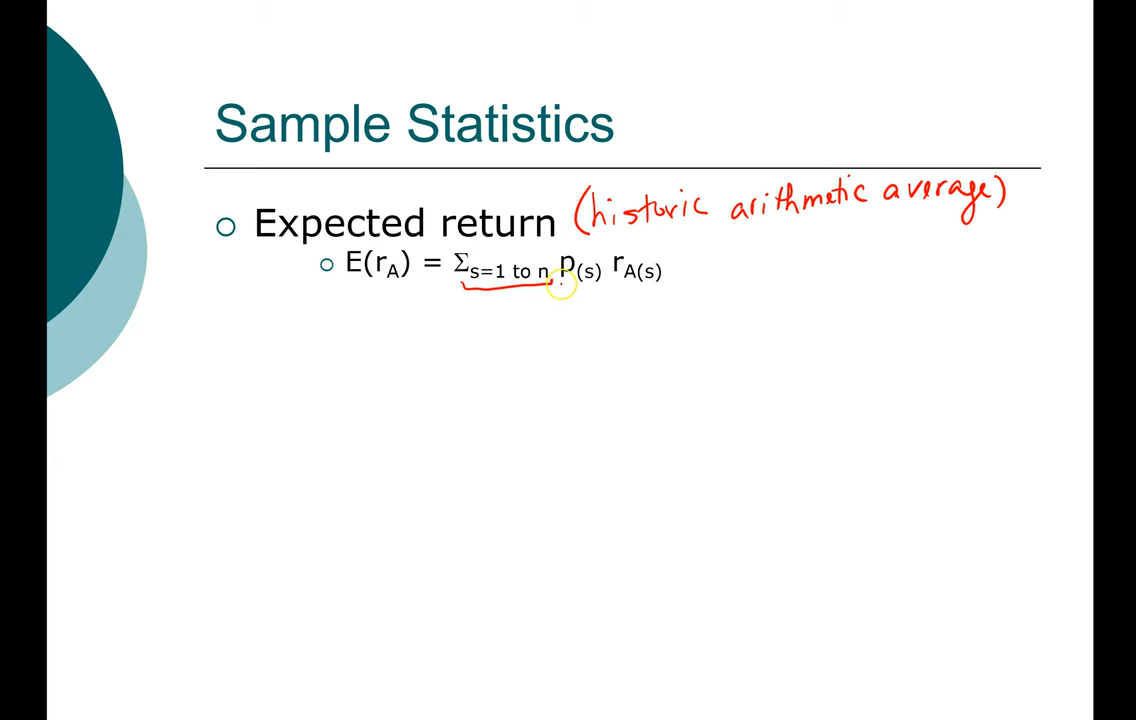 Sample Statistics
Expected return (historic arithmetic average)
E(rA) = Σs=1 to n p(s) rA(s)